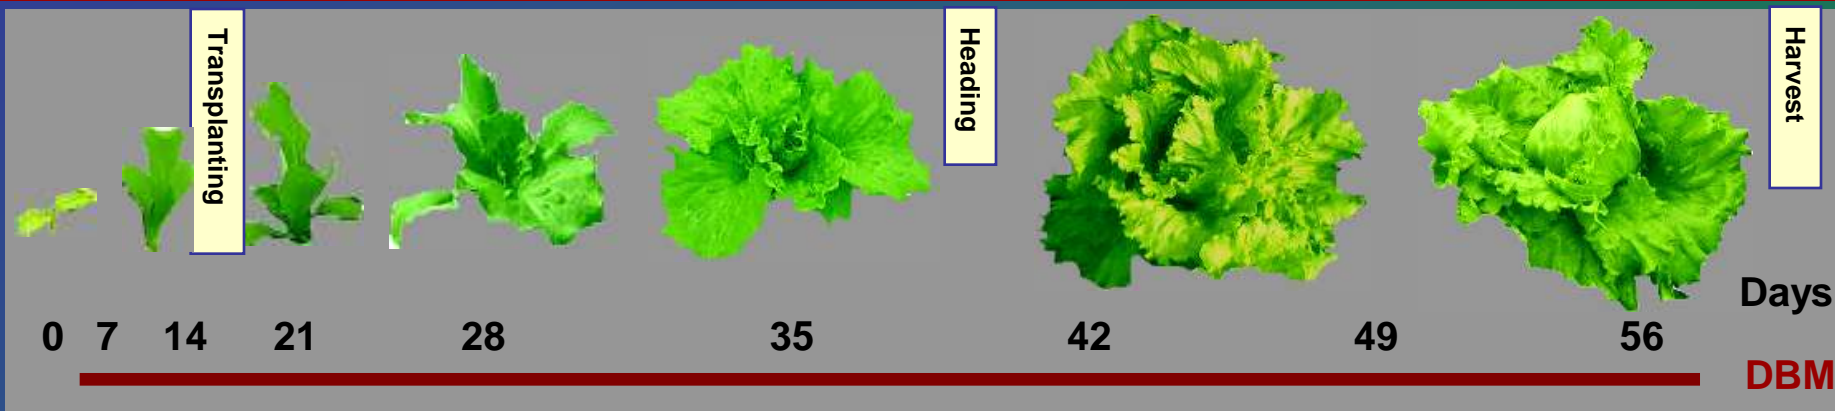 Transplanting
Heading
Harvest
Days
0 7 14 21 28 35 42 49 56
DBM